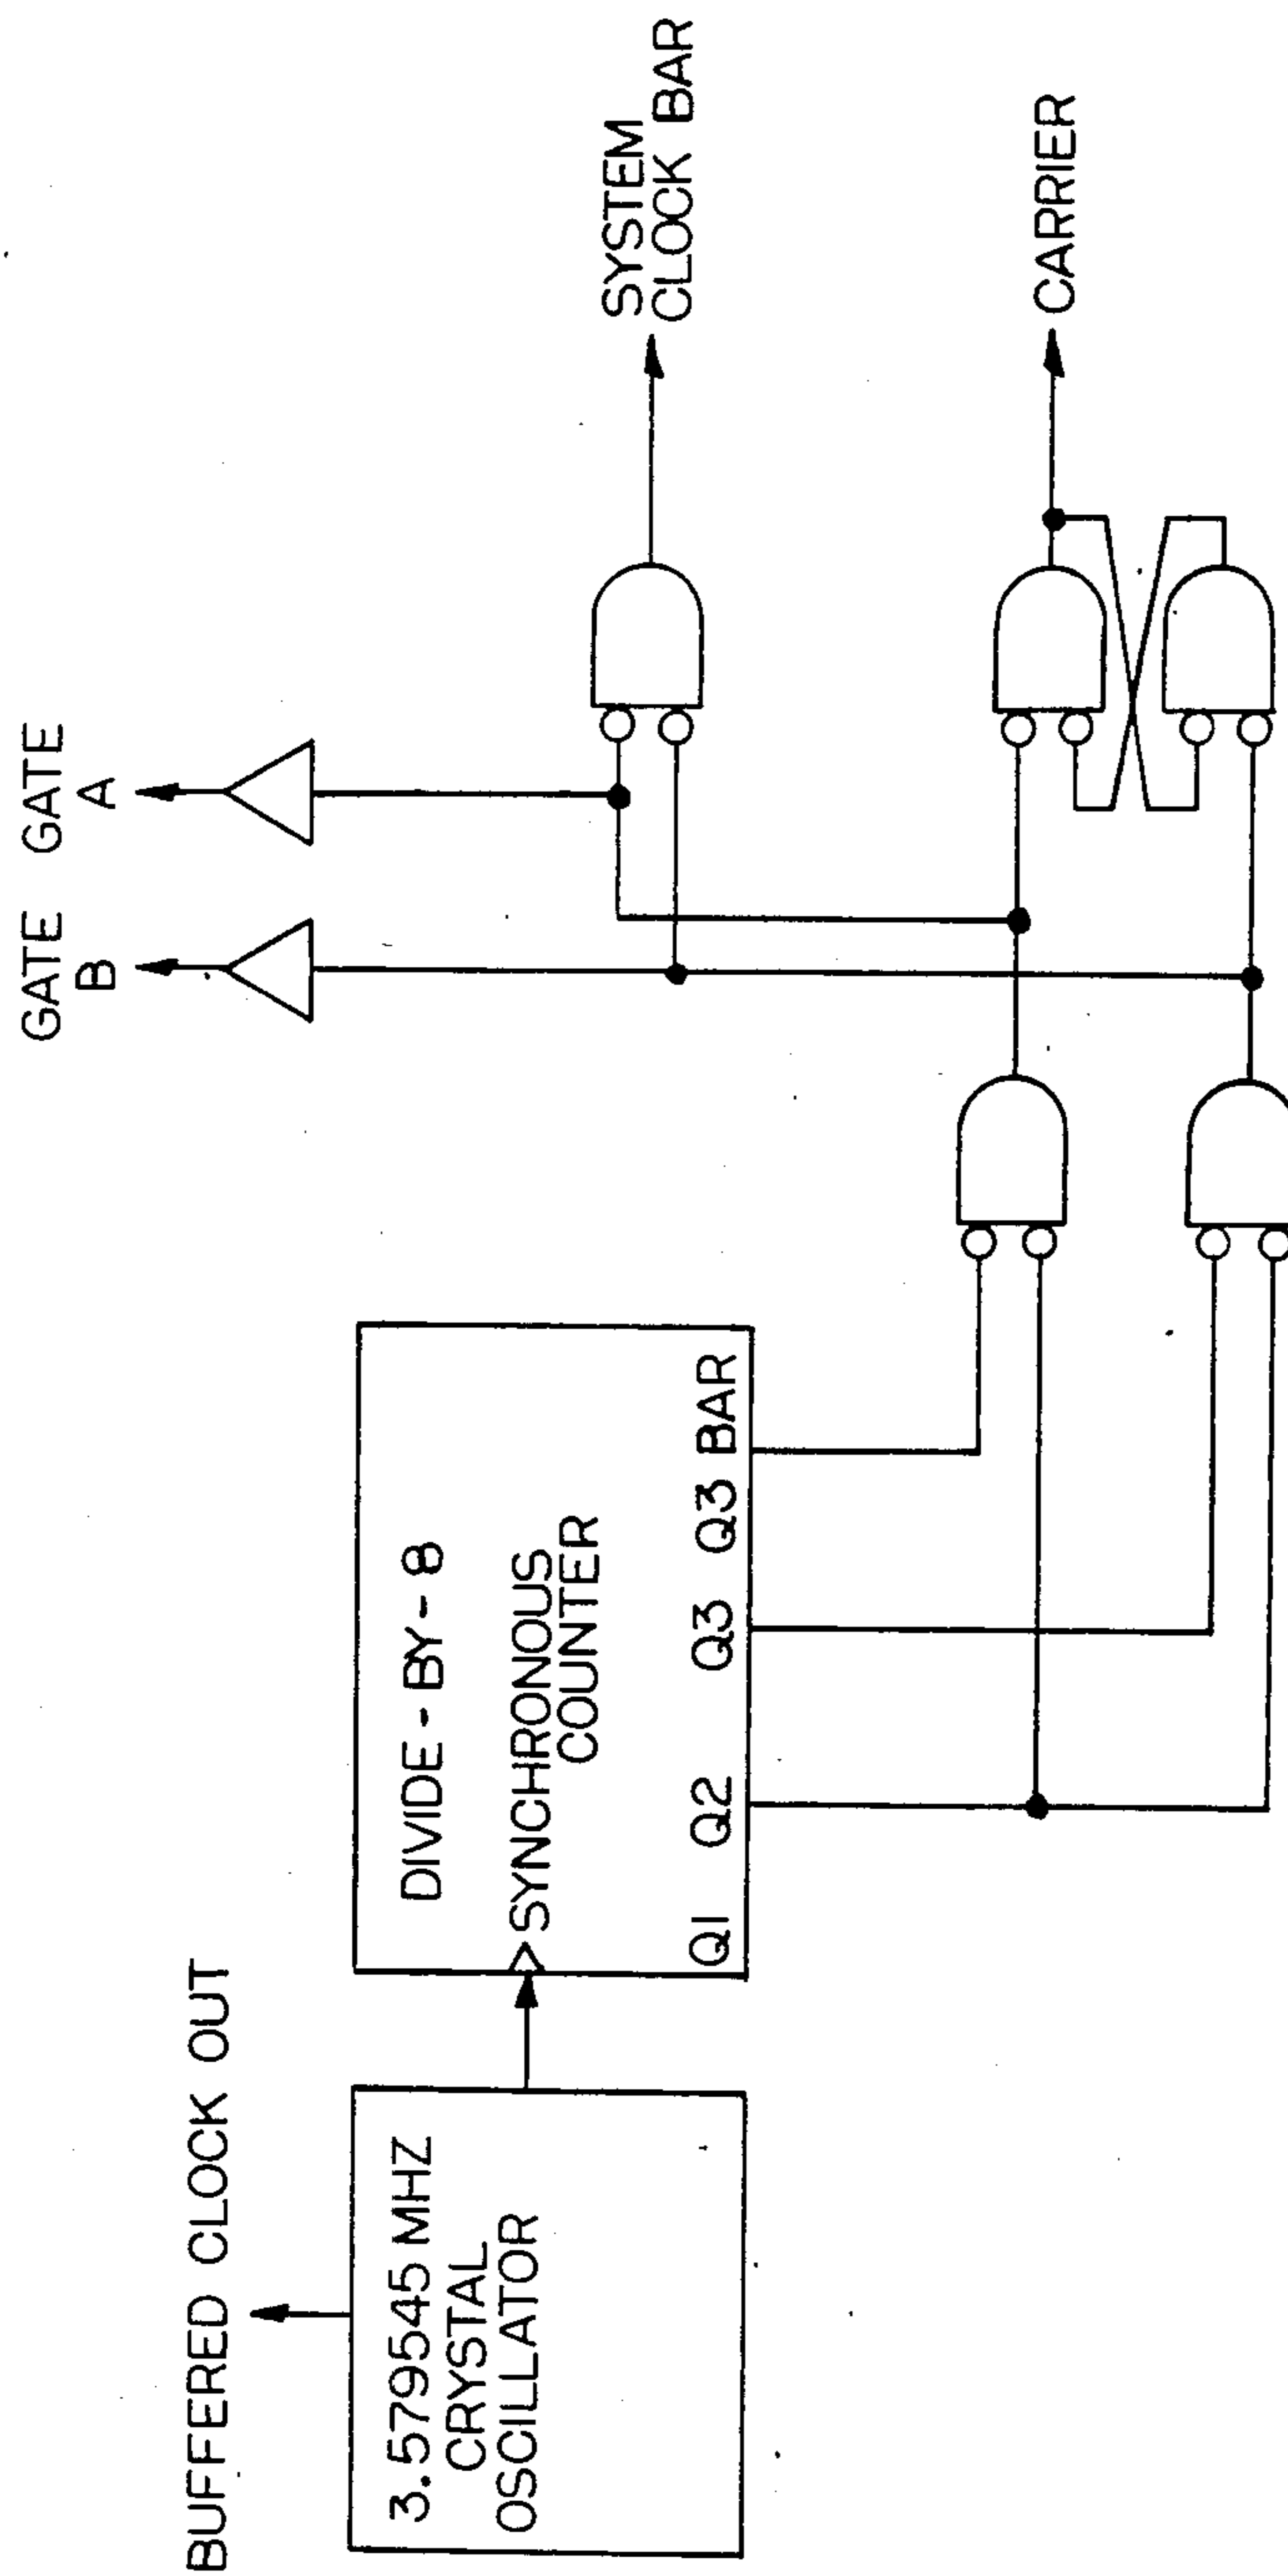 BUFFERED CLOCK OUT
3.579545 MHZ
CRYSTAL
OSCILLATOR
DIVIDE-BY-8
SYNCHRONOUS
COUNTER
Q1 Q2 Q3 Q3 BAR
GATE
B
GATE
A
SYSTEM
CLOCK BAR
CARRIER